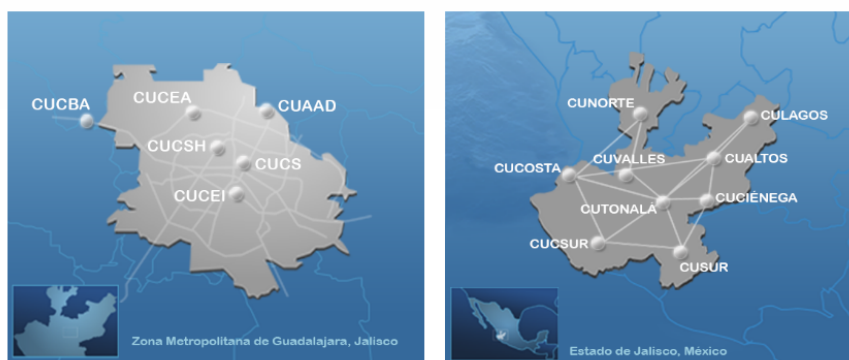 CUCBA
CUCEA
CUAAD
CUCSH
CUCS
CUCEI
Zona Metropolitana de Guadalajara, Jalisco
CUNORTE
CULAGOS
CUCOSTA
CUVALLES
CUALTOS
CUTONALÁ
CUCIÉNEGA
CUCSUR
CUSUR
Estado de Jalisco, México